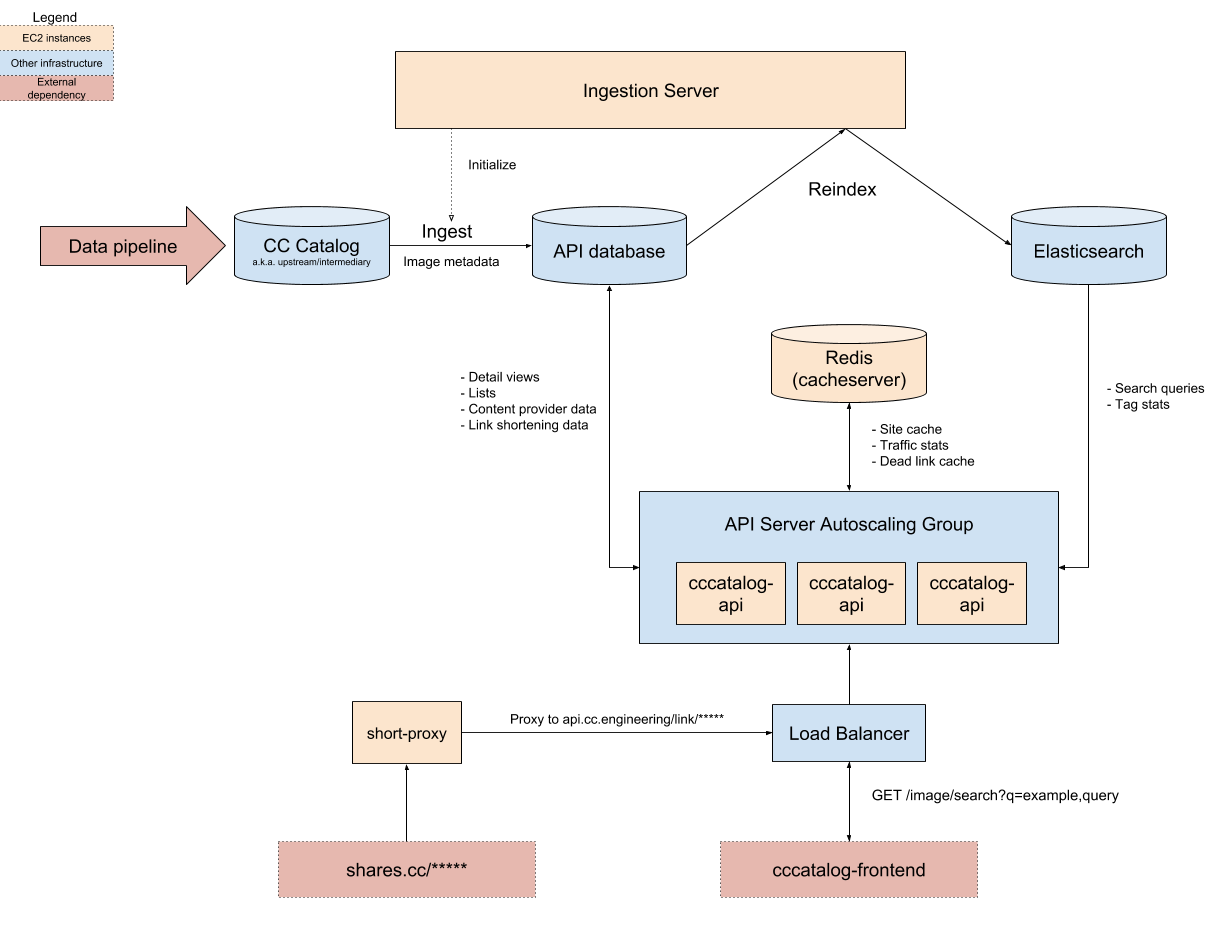 Legend
EC2 instances
Other infrastructure
External
dependency
Ingestion Server
Initialize
Reindex
Data pipeline
CC Catalog
a.k.a. upstream/intermediary
Ingest
Image metadata
API database
Elasticsearch
Redis
(cacheserver)
- Detail views
- Lists
- Content provider data
- Link shortening data
- Search queries
- Tag stats
- Site cache
- Traffic stats
- Dead link cache
API Server Autoscaling Group
cccatalog-
api
cccatalog-
api
cccatalog-
api
short-proxy
Proxy to api.cc.engineering/link/*****
Load Balancer
GET /image/search?q=example,query
shares.cc/*****
cccatalog-frontend